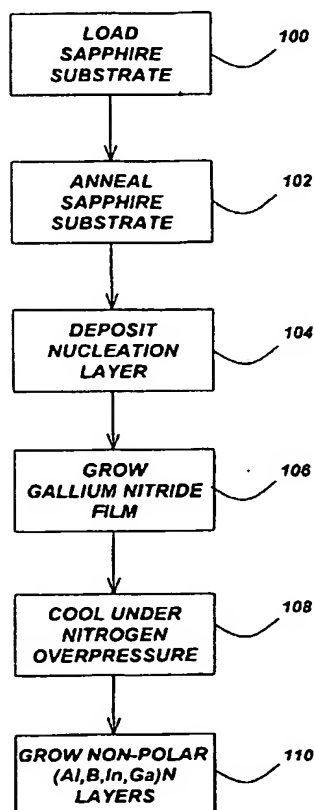 LOAD
SAPPHIRE
SUBSTRATE
100
ANNEAL
SAPPHIRE
SUBSTRATE
102
DEPOSIT
NUCLEATION
LAYER
104
GROW
GALLIUM NITRIDE
FILM
106
COOL UNDER
NITROGEN
OVERPRESSURE
108
GROW NON-POLAR
(Al,B,In,Ga)N
LAYERS
110